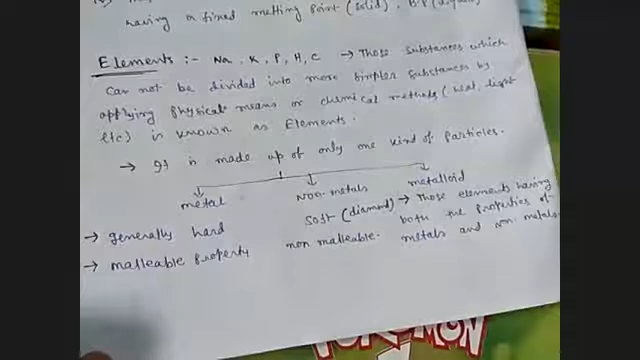 having a fixed melting point (solid), B.P (liquid)
Elements :- Na, K, P, H, C → Those substances which
can not be divided into more simpler substances by
applying physical means or chemical methods (heat, light
etc) is known as Elements.
→ It is made up of only one kind of particles.
metal non-metals metalloid
→ generally hard soft (diamond) → Those elements having
both the properties of
→ malleable property non malleable. metals and non-metals.
POKÉMON